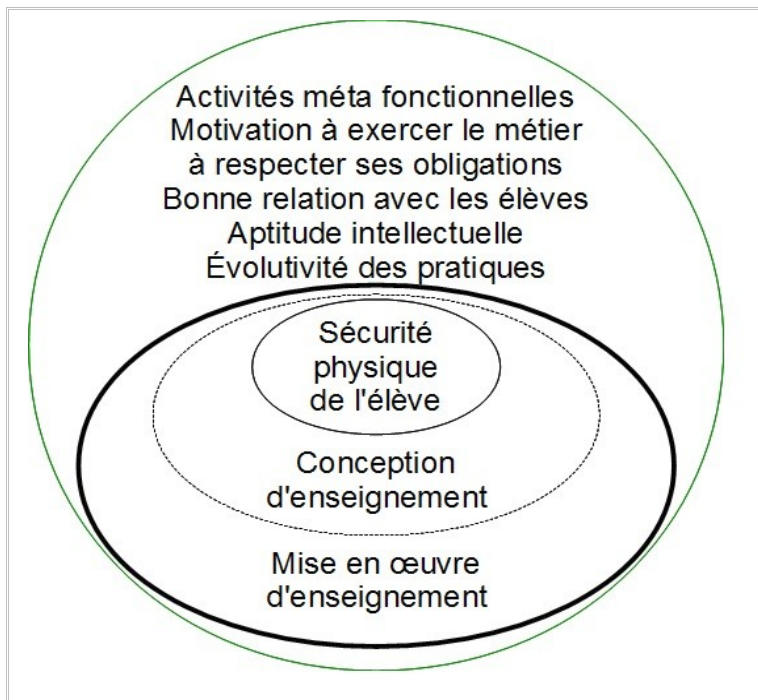 Activités méta fonctionnelles
Motivation à exercer le métier
à respecter ses obligations
Bonne relation avec les élèves
Aptitude intellectuelle
Évolutivité des pratiques
Sécurité
physique
de l'élève
Conception
d'enseignement
Mise en œuvre
d'enseignement